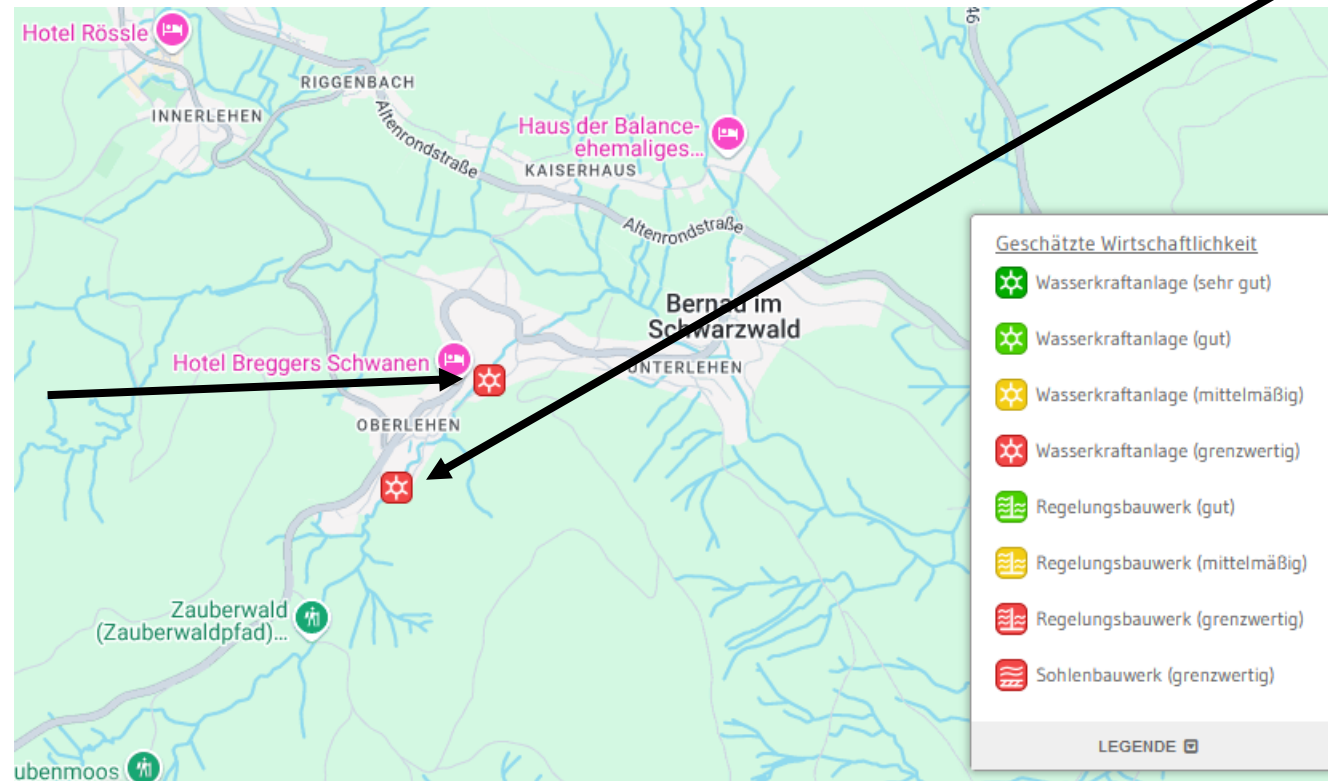 46
Hotel Rössle
RIGGENBACH
INNERLEHEN
Altenrondstraße
Haus der Balance-
ehemaliges...
KAISERHAUS
Altenrondstraße
Bernau im
Schwarzwald
Hotel Breggers Schwanen
UNTERLEHEN
OBERLEHEN
Zauberwald
(Zauberwaldpfad)...
ubenmoos
Geschätzte Wirtschaftlichkeit
Wasserkraftanlage (sehr gut)
Wasserkraftanlage (gut)
Wasserkraftanlage (mittelmäßig)
Wasserkraftanlage (grenzwertig)
Regelungsbauwerk (gut)
Regelungsbauwerk (mittelmäßig)
Regelungsbauwerk (grenzwertig)
Sohlenbauwerk (grenzwertig)
LEGENDE